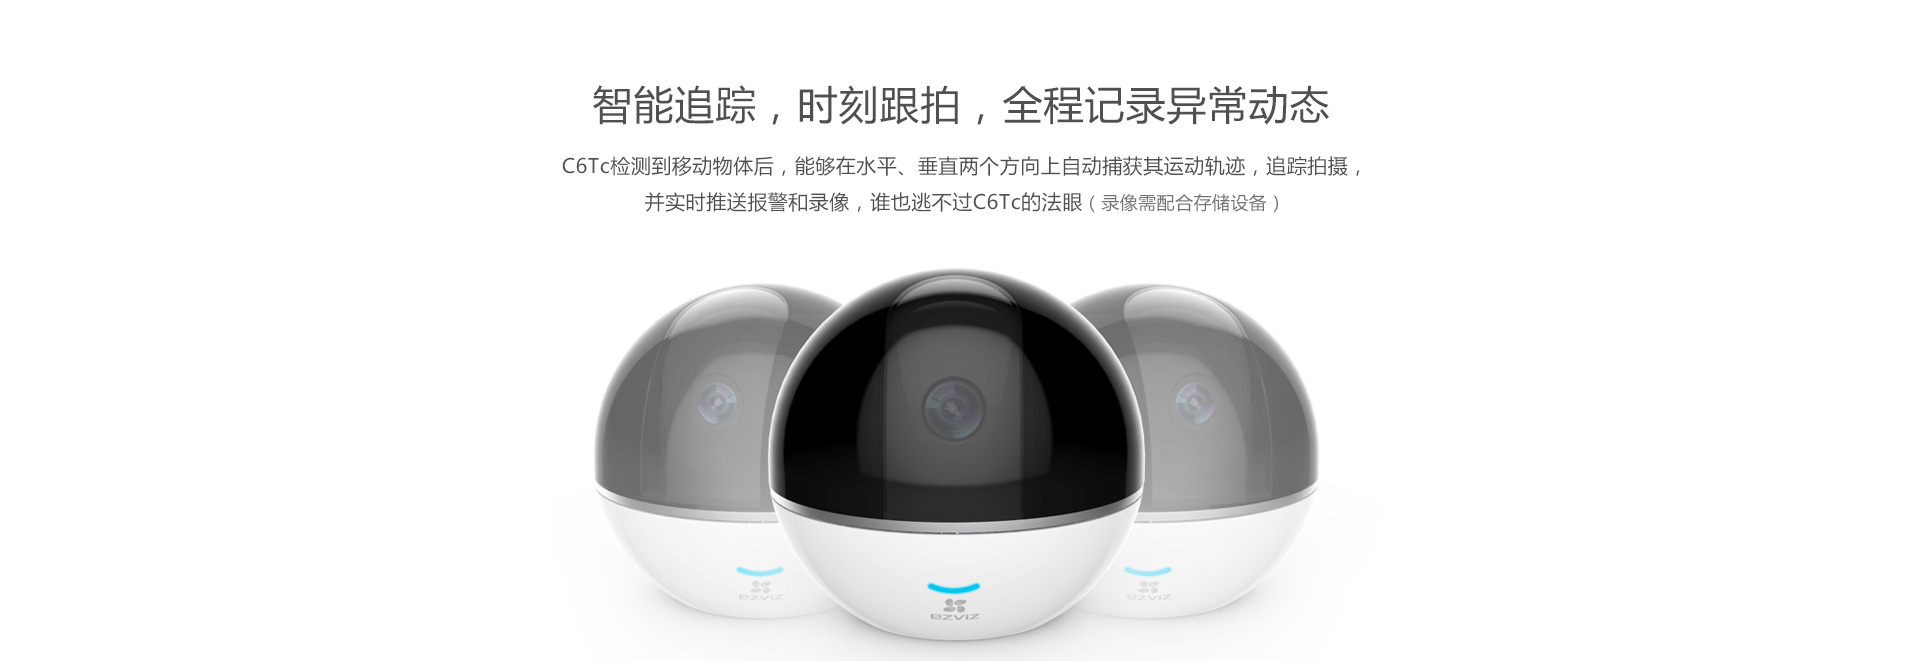 智能追踪，时刻跟拍，全程记录异常动态
C6Tc检测到移动物体后，能够在水平、垂直两个方向上自动捕获其运动轨迹，追踪拍摄，
并实时推送报警和录像，谁也逃不过C6Tc的法眼（录像需配合存储设备）
ezviz
ezviz
ezviz